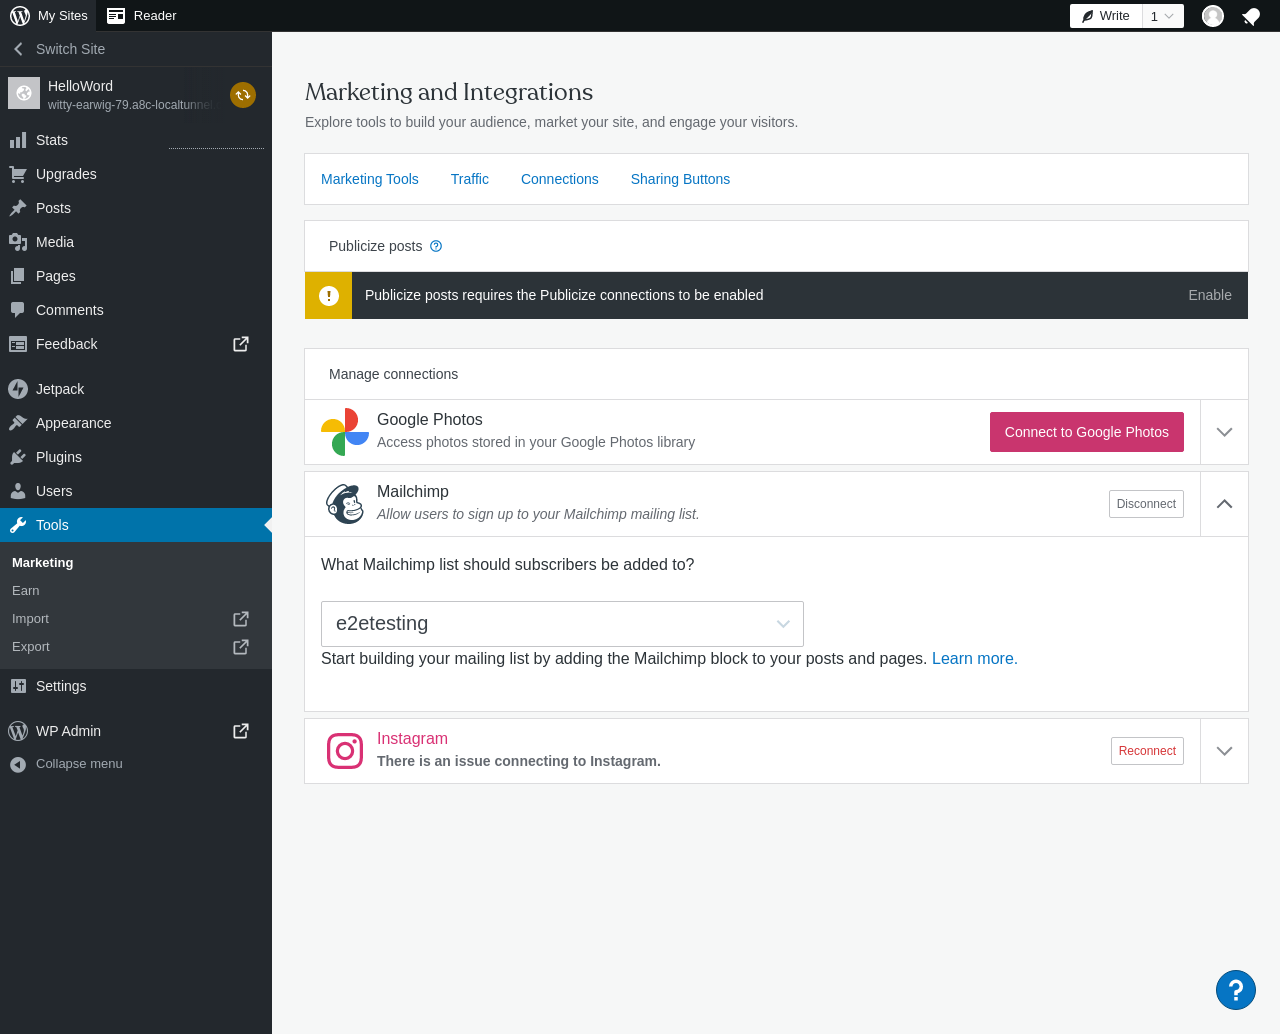 My Sites
Reader
Write
1
Switch Site
HelloWord
witty-earwig-79.a8c-localtunnel.
Stats
Upgrades
Posts
Media
Pages
Comments
Feedback
Jetpack
Appearance
Plugins
Users
Tools
Marketing
Earn
Import
Export
Settings
WP Admin
Collapse menu
Marketing and Integrations
Explore tools to build your audience, market your site, and engage your visitors.
Marketing Tools
Traffic
Connections
Sharing Buttons
Publicize posts
Publicize posts requires the Publicize connections to be enabled
Enable
Manage connections
Google Photos
Access photos stored in your Google Photos library
Connect to Google Photos
Mailchimp
Allow users to sign up to your Mailchimp mailing list.
Disconnect
What Mailchimp list should subscribers be added to?
e2etesting
Start building your mailing list by adding the Mailchimp block to your posts and pages. Learn more.
Instagram
There is an issue connecting to Instagram.
Reconnect